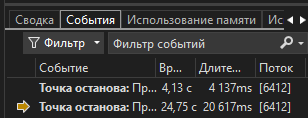 Сводка События Использование памяти И
Фильтр Фильтр событий
Событие Вр... Длите... Поток
Точка останова: Пр... 4,13 с 4 137ms [6412]
Точка останова: Пр... 24,75 с 20 617ms [6412]